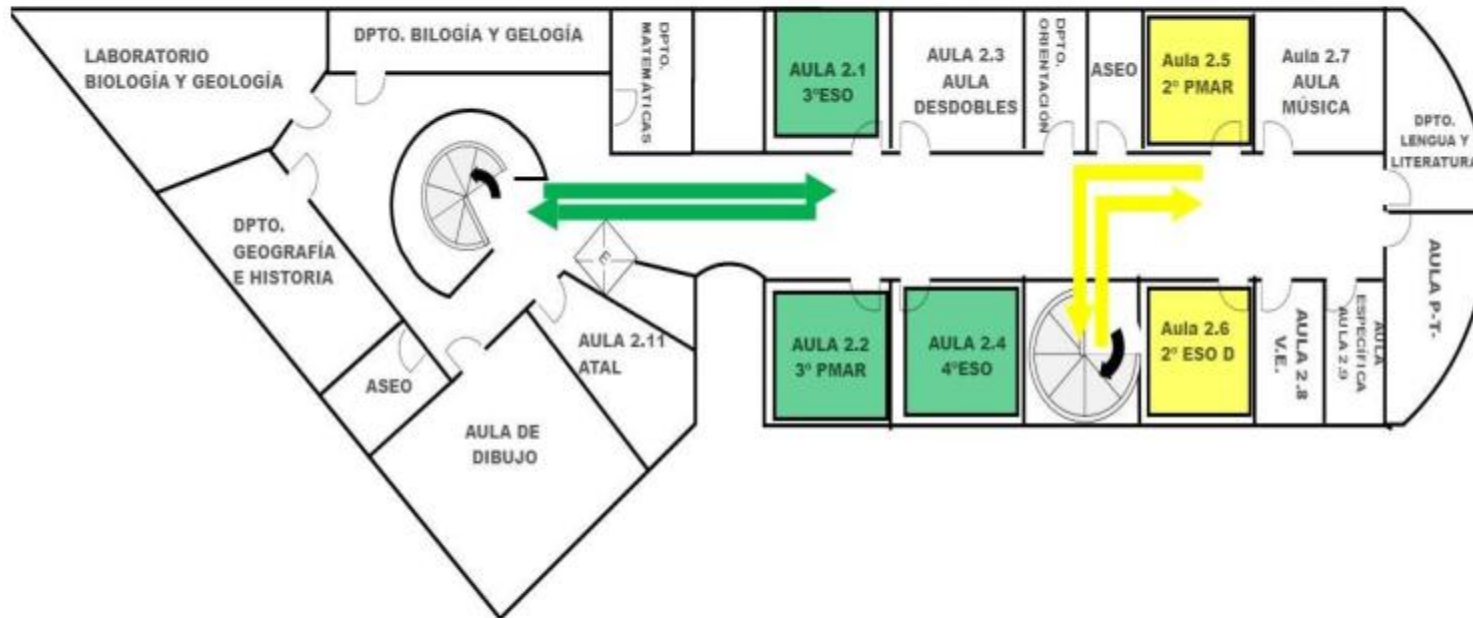 LABORATORIO
BIOLOGÍA Y GEOLOGÍA
DPTO. BILOGÍA Y GELOGÍA
DPTO.
MATEMÁTICAS
AULA 2.1
3ºESO
AULA 2.3
AULA
DESDOBLES
DPTO.
ORIENTACIÓN
ASEO
Aula 2.5
2º PMAR
Aula 2.7
AULA
MÚSICA
DPTO.
LENGUA Y
LITERATURA
DPTO.
GEOGRAFÍA
E HISTORIA
E
AULA 2.11
ATAL
ASEO
AULA DE
DIBUJO
AULA 2.2
3º PMAR
AULA 2.4
4ºESO
Aula 2.6
2º ESO D
AULA 2.8
V.E.
AULA
ESPECÍFICA
AULA 2.9
AULA P-T.